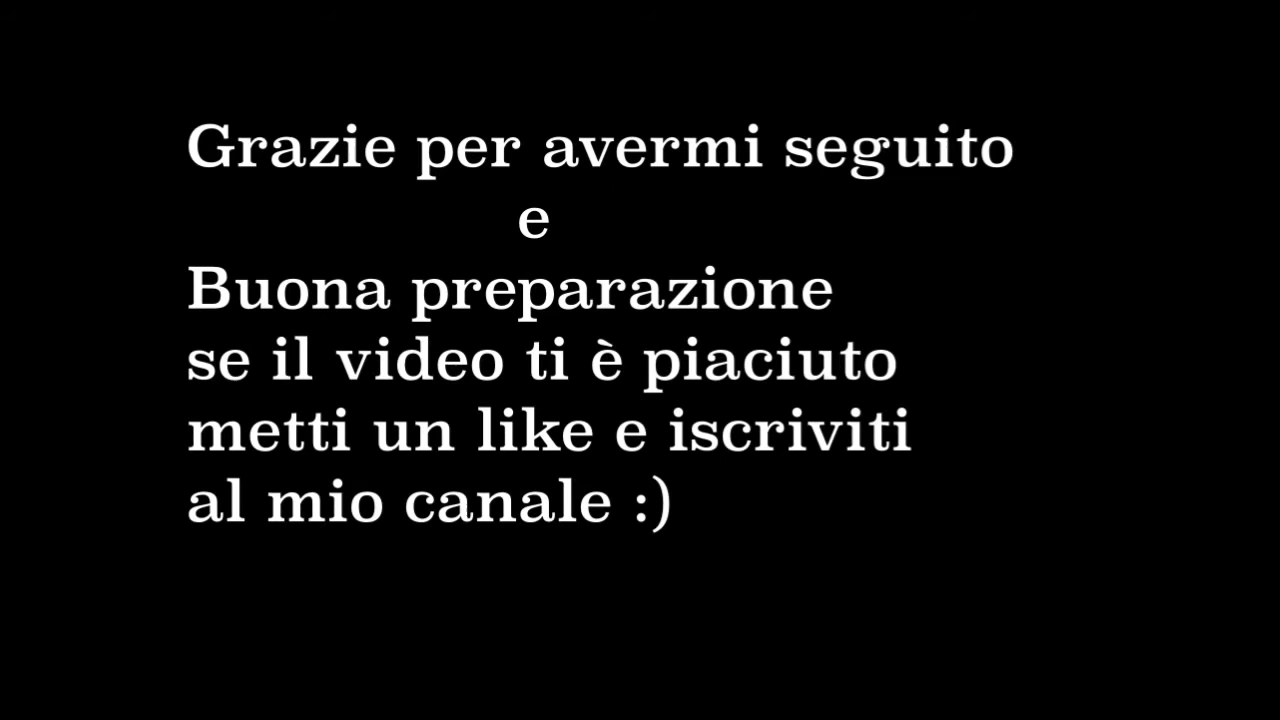 Grazie per avermi seguito
e
Buona preparazione
se il video ti è piaciuto
metti un like e iscriviti
al mio canale :)